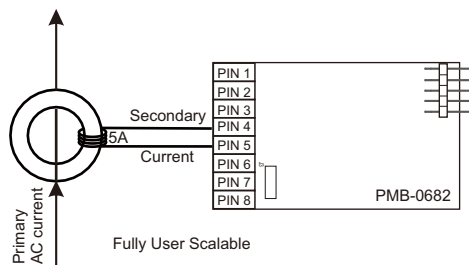 PIN 1
PIN 2
PIN 3
Secondary
PIN 4
5A
PIN 5
Current
PIN 6
PIN 7
PIN 8
PMB-0682
Primary
AC current
Fully User Scalable